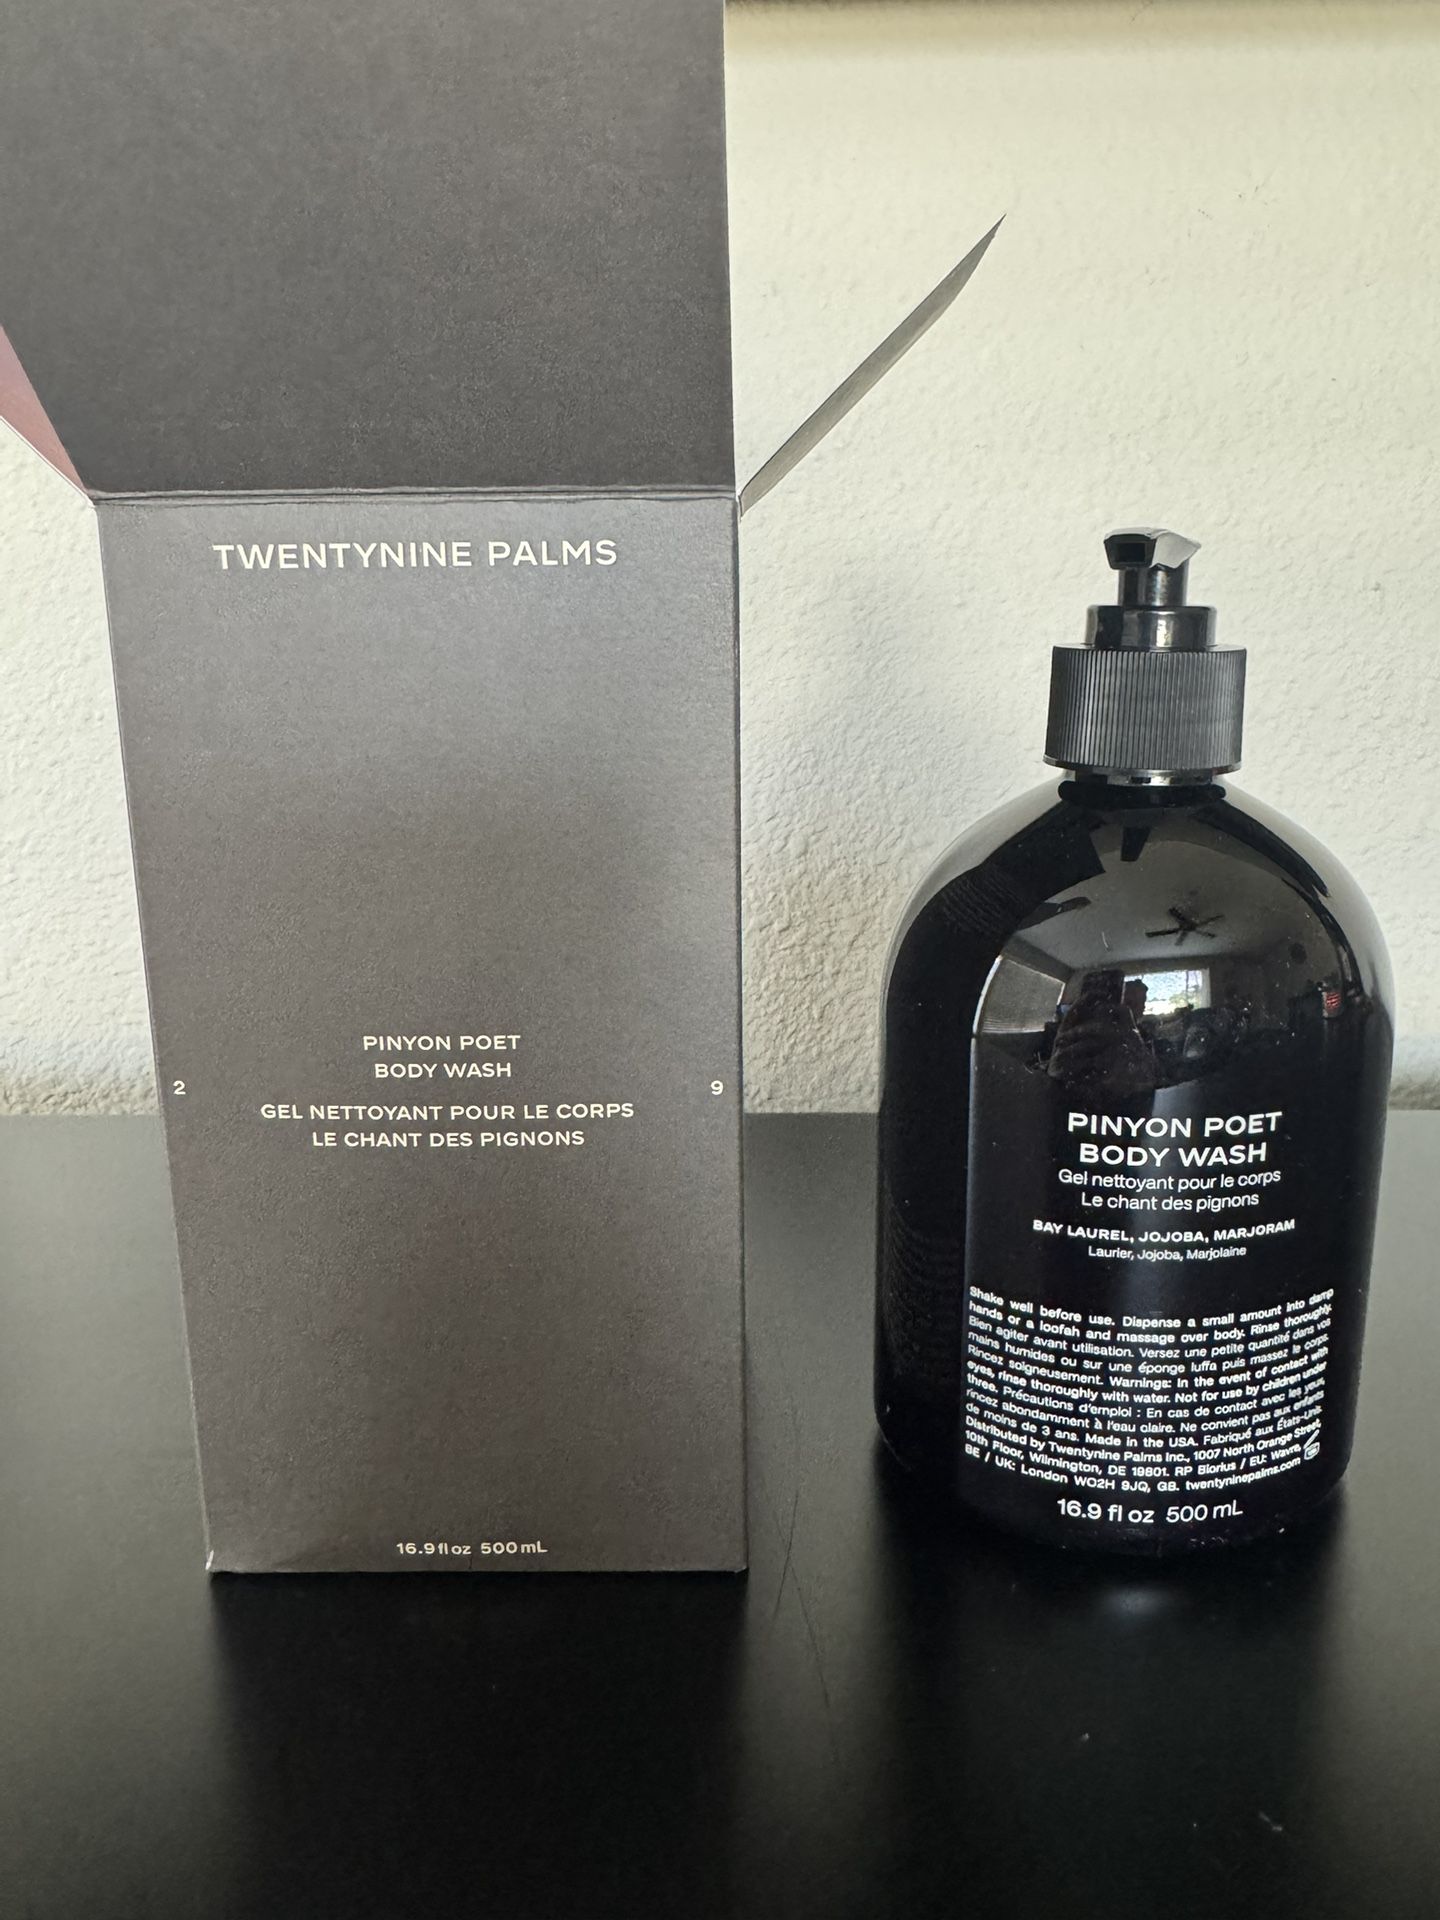 TWENTYNINE PALMS
PINYON POET
BODY WASH
2
9
GEL NETTOYANT POUR LE CORPS
LE CHANT DES PIGNONS
16.9 fl oz 500 mL
PINYON POET
BODY WASH
Gel nettoyant pour le corps
Le chant des pignons
BAY LAUREL, JOJOBA, MARJORAM
Laurier, Jojoba, Marjolaine
Shake well before use. Dispense a small amount into damp
hands or a loofah and massage over body. Rinse thoroughly.
Bien agiter avant utilisation. Versez une petite quantité dans vos
mains humides ou sur une éponge luffa puis massez le corps.
Rincez soigneusement. Warnings: In the event of contact with
eyes, rinse thoroughly with water. Not for use by children under
three. Précautions d'emploi : En cas de contact avec les yeux,
rincez abondamment à l'eau claire. Ne convient pas aux enfants
de moins de 3 ans. Made in the USA. Fabriqué aux États-Unis.
Distributed by Twentynine Palms Inc., 1007 North Orange Street,
10th Floor, Wilmington, DE 19801. RP Biorius / EU: Wavre,
BE / UK: London WC2H 9JQ, GB. twentyninepalms.com
16.9 fl oz 500 mL